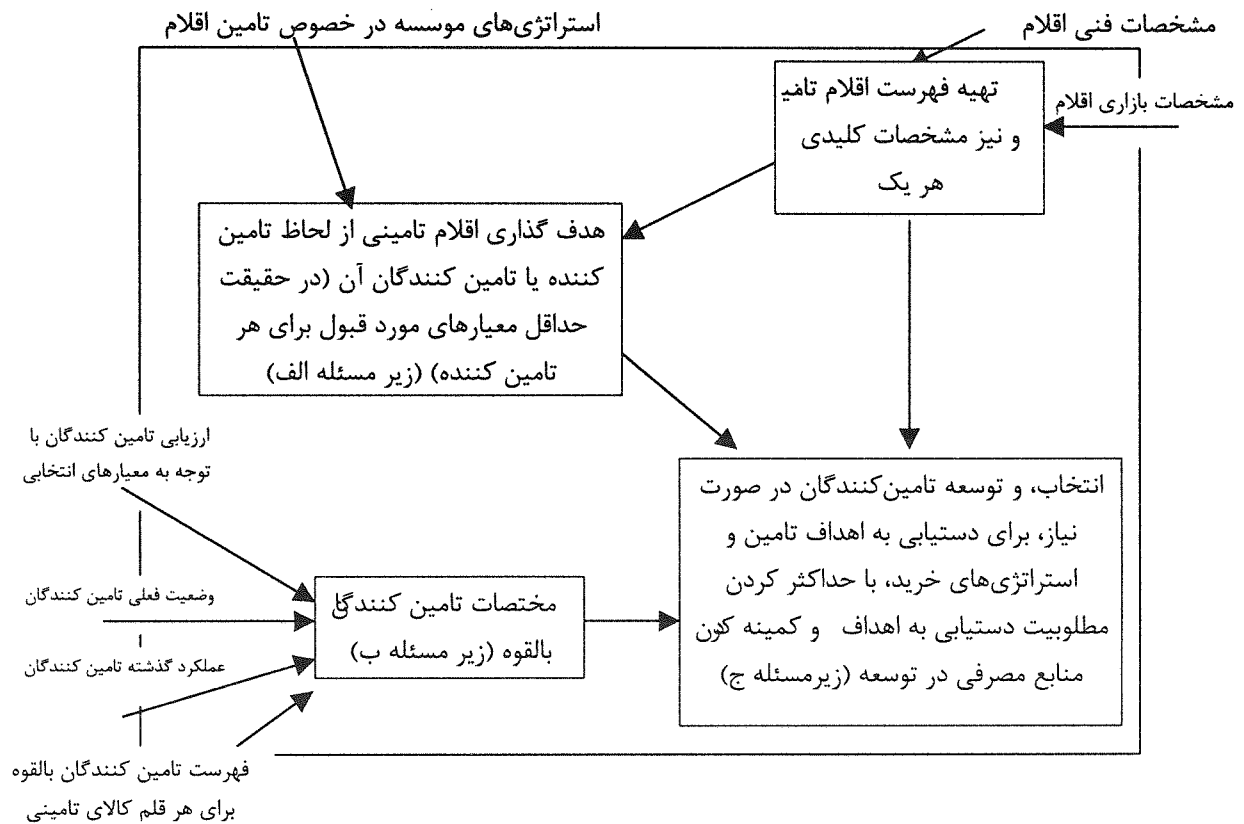 مشخصات فنی اقلام
استراتژی‌های موسسه در خصوص تامین اقلام
تهیه فهرست اقلام
و نیز مشخصات کلیدی
هر یک
مشخصات بازاری اقلام
هدف گذاری اقلام تامینی از لحاظ تامین
کننده یا تامین کنندگان آن (در حقیقت
حداقل معیارهای مورد قبول برای هر
تامین کننده) (زیر مسئله الف)
ارزیابی تامین کنندگان با
توجه به معیارهای انتخابی
انتخاب، و توسعه تامین‌کنندگان در صورت
نیاز، برای دستیابی به اهداف تامین و
استراتژی‌های خرید، با حداکثر کردن
مطلوبیت دستیابی به اهداف و کمینه کردن
منابع مصرفی در توسعه (زیرمسئله ج)
وضعیت فعلی تامین کنندگان
مختصات تامین
بالقوه (زیر مسئله ب)
عملکرد گذشته تامین کنندگان
فهرست تامین کنندگان بالقوه
برای هر قلم کالای تامینی